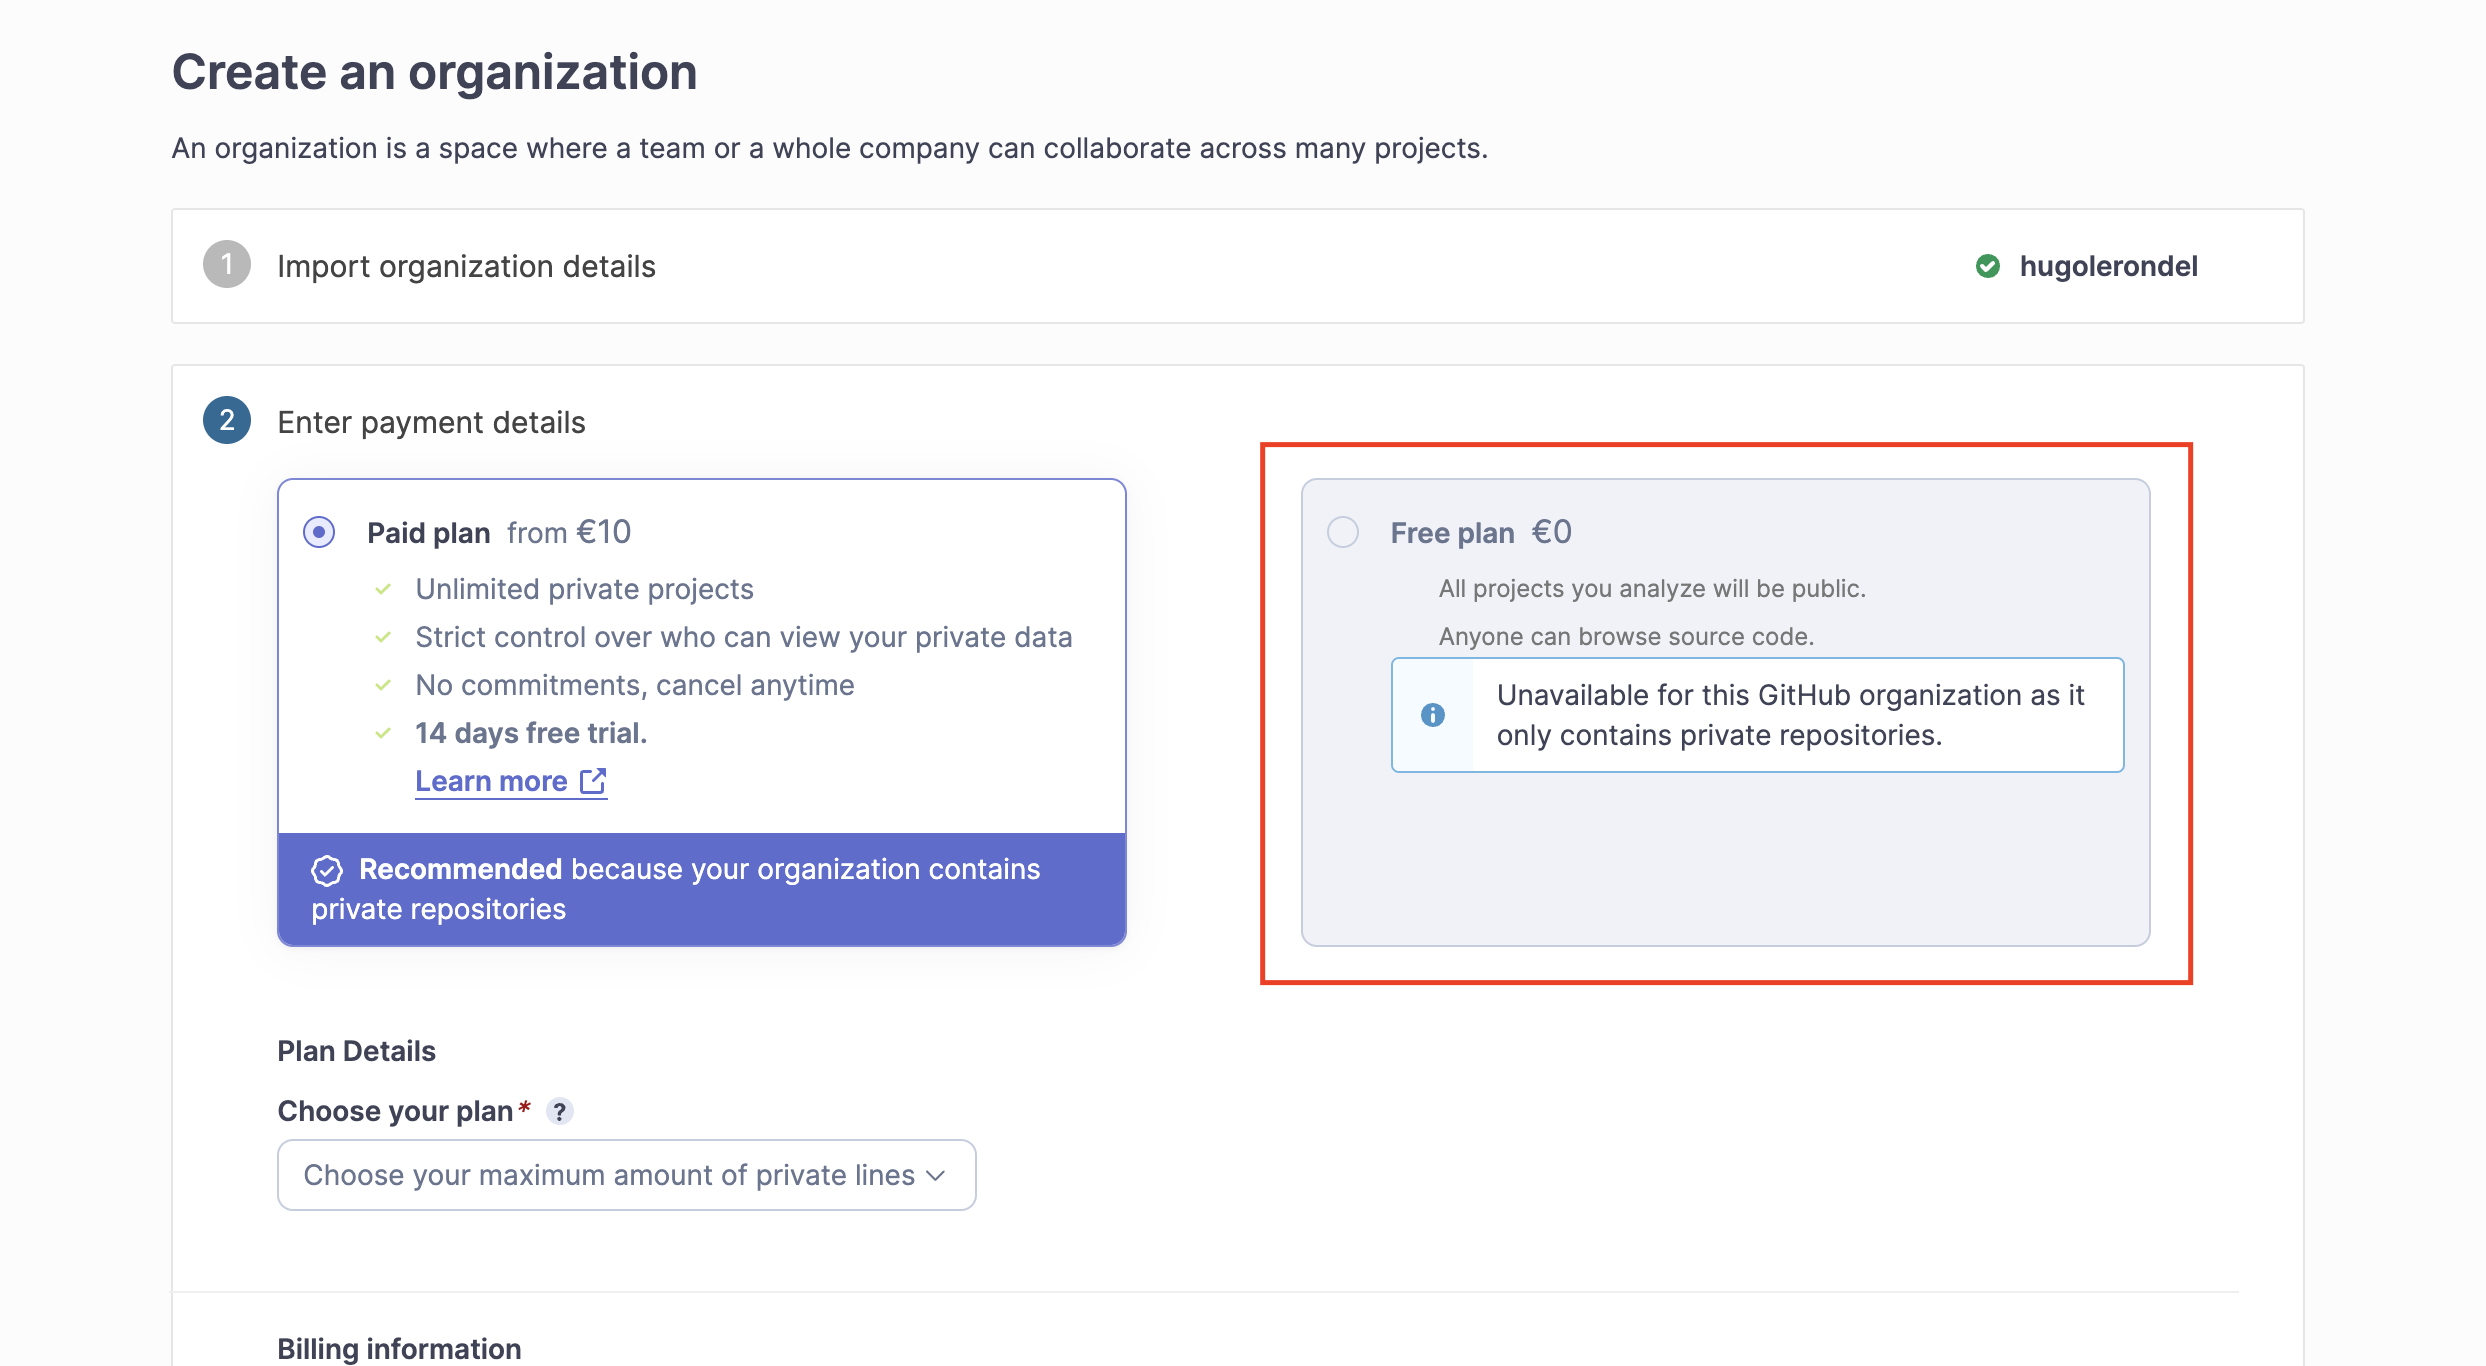 Create an organization
An organization is a space where a team or a whole company can collaborate across many projects.
1 Import organization details hugolerondel
2 Enter payment details
Paid plan from €10
Unlimited private projects
Strict control over who can view your private data
No commitments, cancel anytime
14 days free trial.
Learn more
Recommended because your organization contains
private repositories
Free plan €0
All projects you analyze will be public.
Anyone can browse source code.
Unavailable for this GitHub organization as it
only contains private repositories.
Plan Details
Choose your plan* ?
Choose your maximum amount of private lines
Billing information